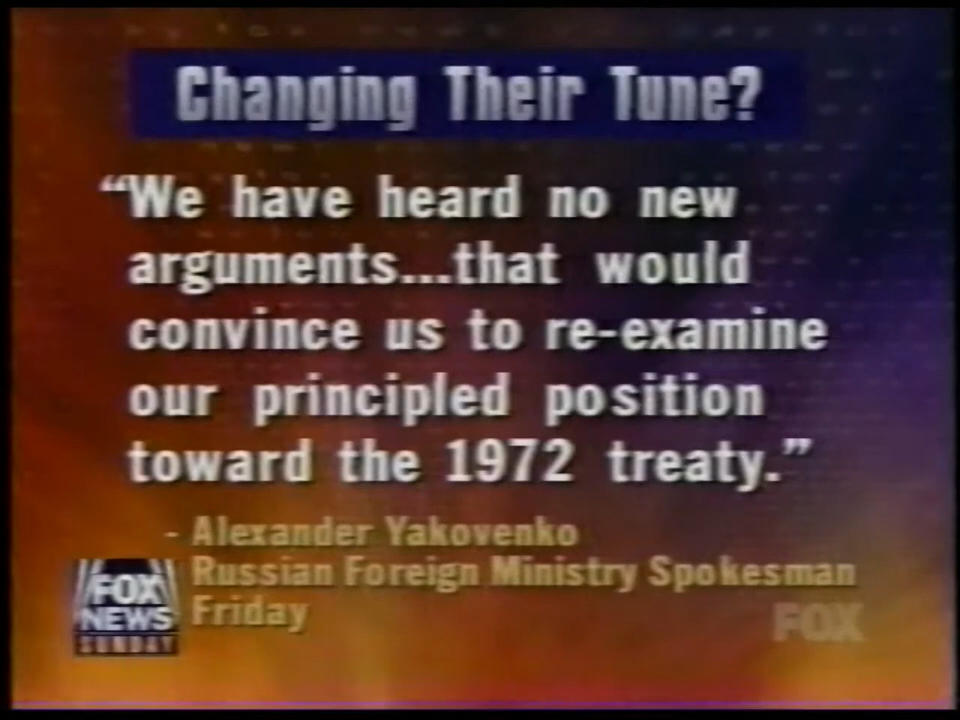 Changing Their Tune?
“We have heard no new
arguments...that would
convince us to re-examine
our principled position
toward the 1972 treaty.”
- Alexander Yakovenko
Russian Foreign Ministry Spokesman
Friday
FOX
NEWS
SUNDAY
FOX